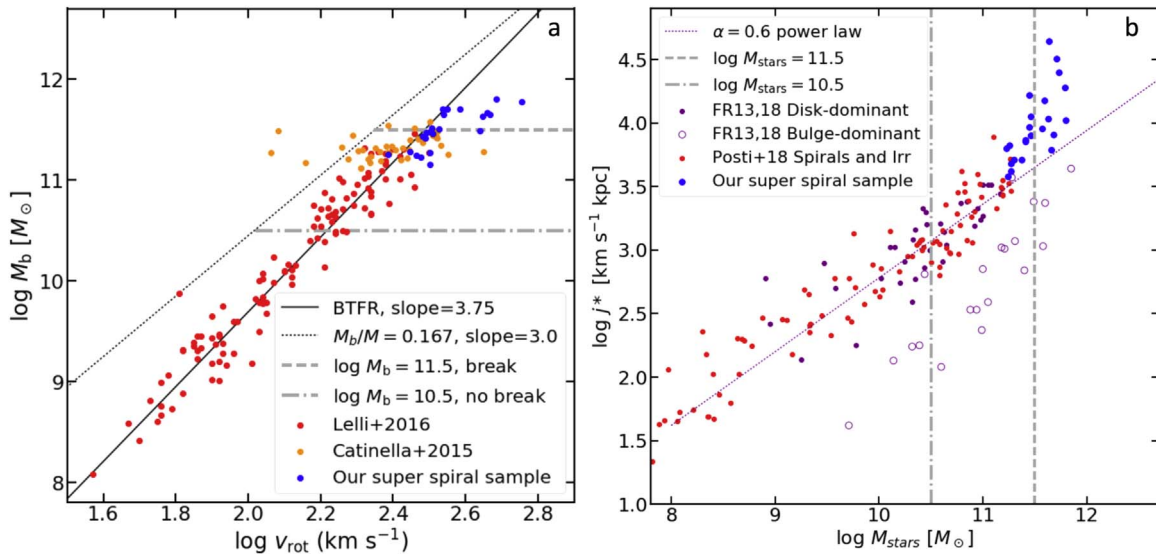 a
log M_b [M_⊙]
12
11
10
9
8
BTFR, slope=3.75
M_b/M = 0.167, slope=3.0
log M_b = 11.5, break
log M_b = 10.5, no break
Lelli+2016
Catinella+2015
Our super spiral sample
1.6 1.8 2.0 2.2 2.4 2.6 2.8
log v_rot (km s⁻¹)
b
log j* [km s⁻¹ kpc]
4.5
4.0
3.5
3.0
2.5
2.0
1.5
1.0
α = 0.6 power law
log M_stars = 11.5
log M_stars = 10.5
FR13,18 Disk-dominant
FR13,18 Bulge-dominant
Posti+18 Spirals and Irr
Our super spiral sample
8 9 10 11 12
log M_stars [M_⊙]